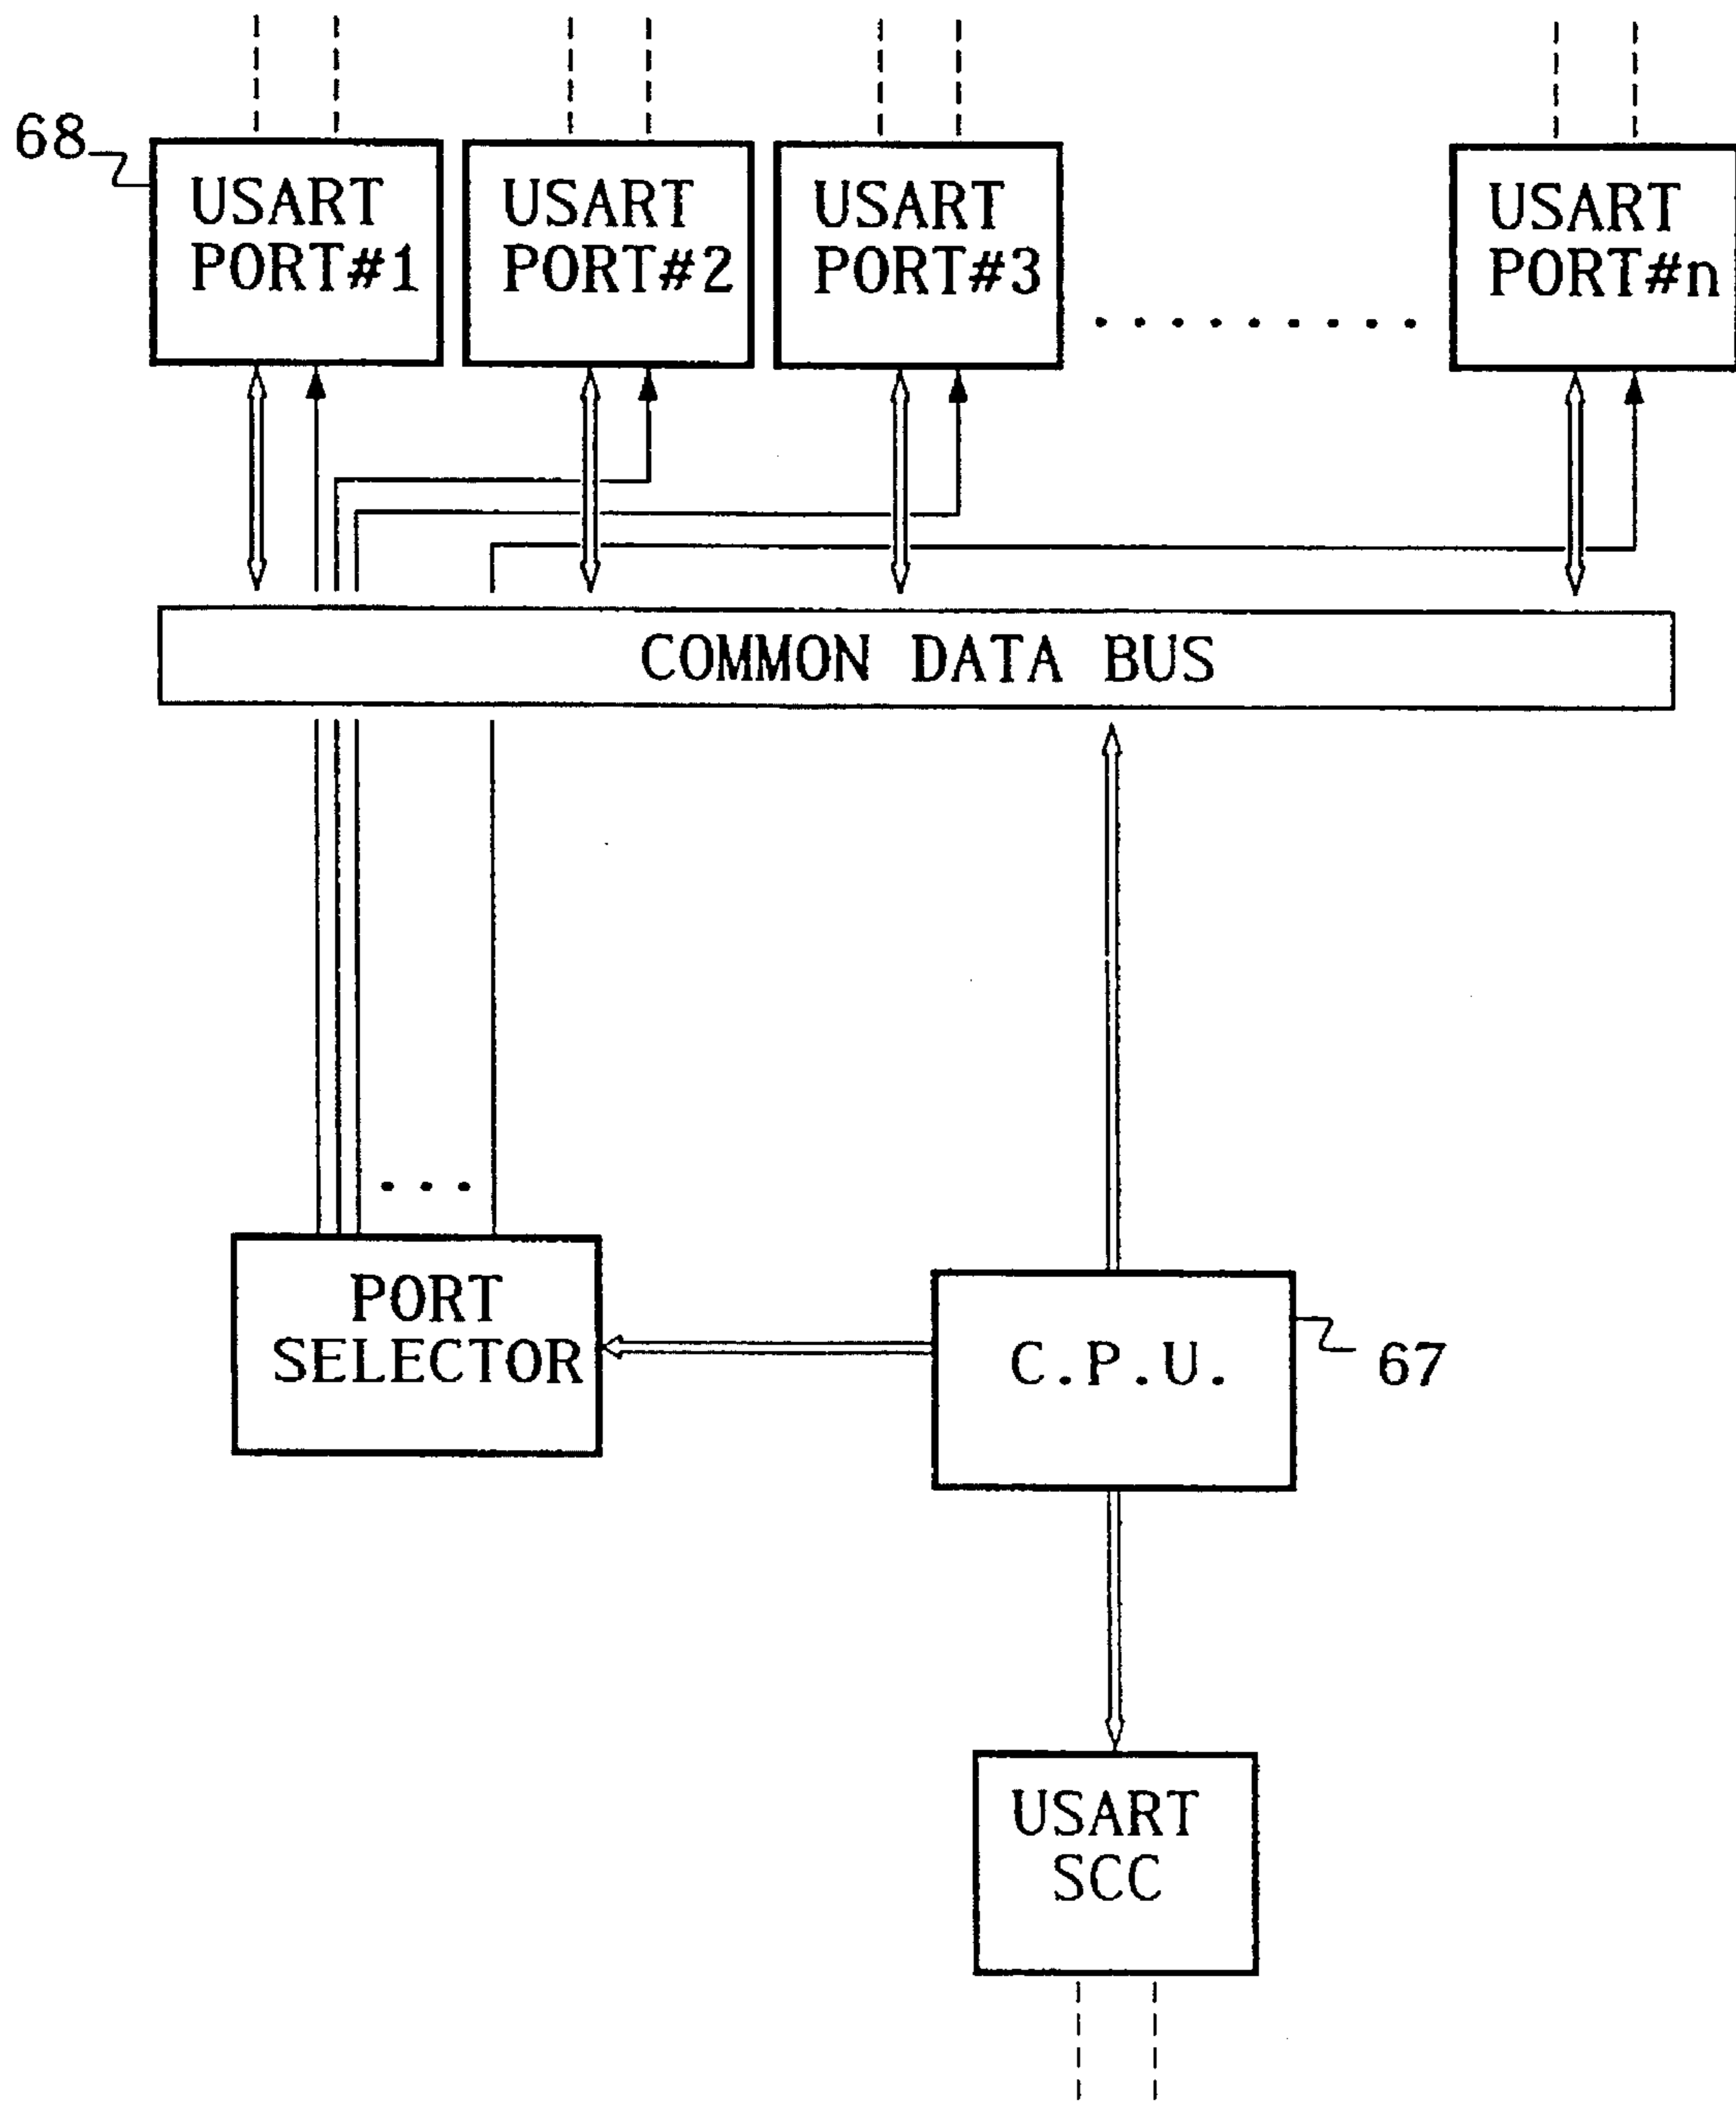 68
USART
PORT#1
USART
PORT#2
USART
PORT#3
USART
PORT#n
COMMON DATA BUS
PORT
SELECTOR
C.P.U.
67
USART
SCC